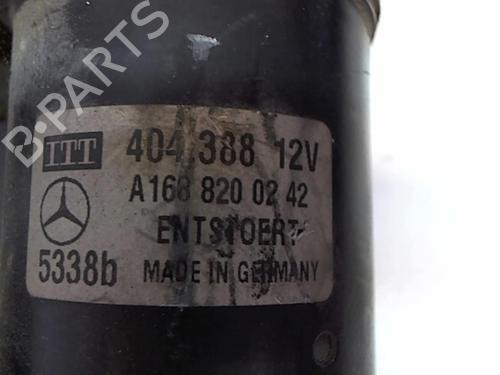 B-PARTS
ITT 404.388 12V
A168 820 02 42
ENTSTOERT
5338b MADE IN GERMANY